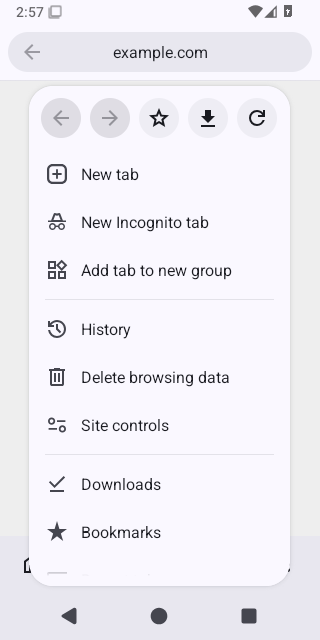 2:57
example.com
New tab
New Incognito tab
Add tab to new group
History
Delete browsing data
Site controls
Downloads
Bookmarks